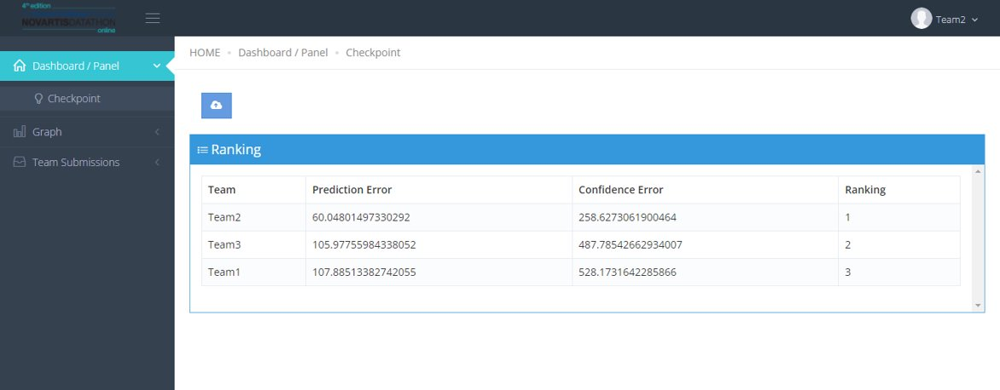 4th edition
NOVARTISDATATHON
online
Team2
Dashboard / Panel
Checkpoint
Graph
Team Submissions
HOME • Dashboard / Panel • Checkpoint
Ranking
Team Prediction Error Confidence Error Ranking
Team2 60.04801497330292 258.6273061900464 1
Team3 105.97755984338052 487.78542662934007 2
Team1 107.88513382742055 528.1731642285866 3